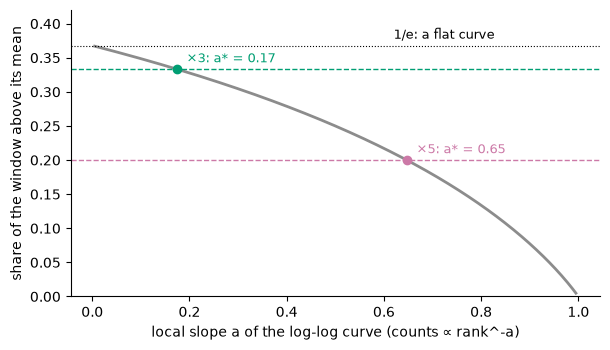 0.40
0.35
0.30
0.25
0.20
0.15
0.10
0.05
0.00
share of the window above its mean
1/e: a flat curve
×3: a* = 0.17
×5: a* = 0.65
0.0 0.2 0.4 0.6 0.8 1.0
local slope a of the log-log curve (counts ∝ rank^-a)